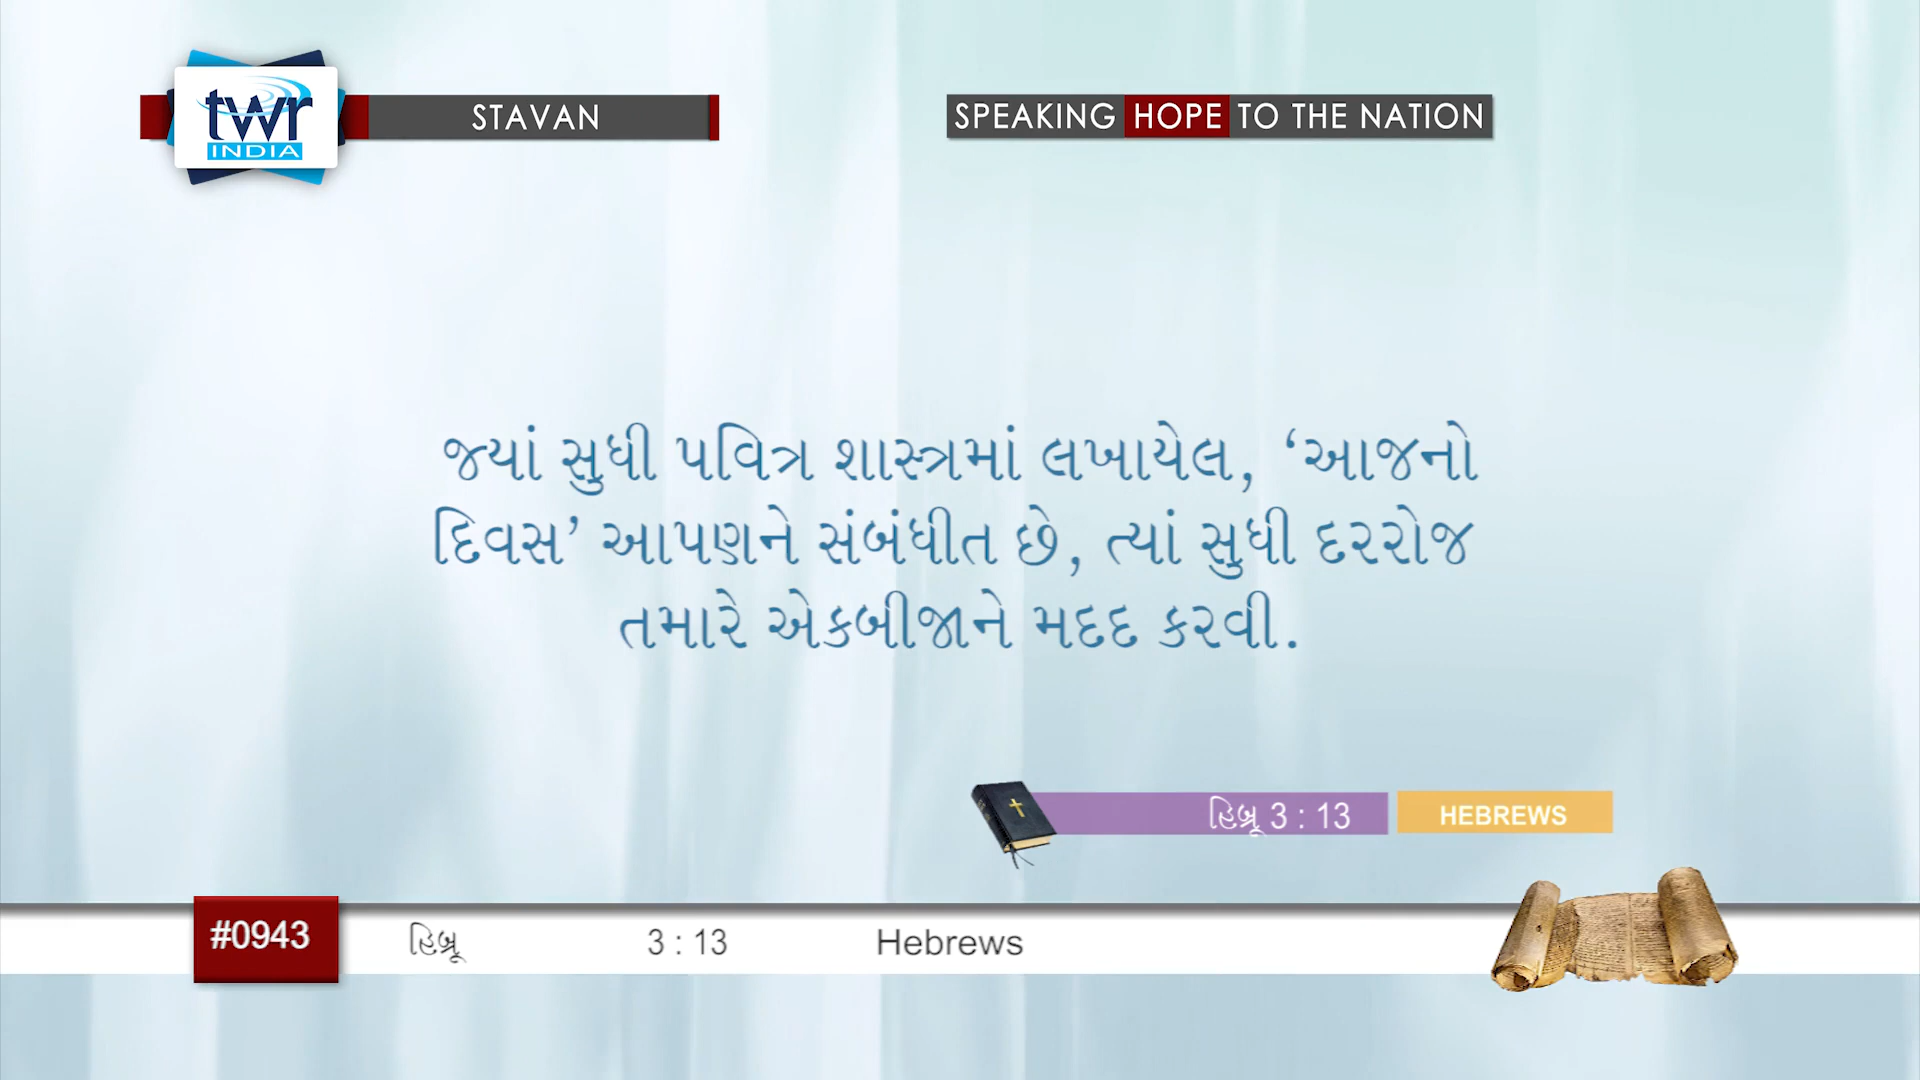 twr
INDIA
STAVAN
SPEAKING HOPE TO THE NATION
જ્યાં સુધી પવિત્ર શાસ્ત્રમાં લખાયેલ, ‘આજનો
દિવસ’ આપણને સંબંધીત છે, ત્યાં સુધી દરરોજ
તમારે એકબીજાને મદદ કરવી.
હિબ્રૂ 3 : 13
HEBREWS
#0943
હિબ્રૂ
3 : 13
Hebrews